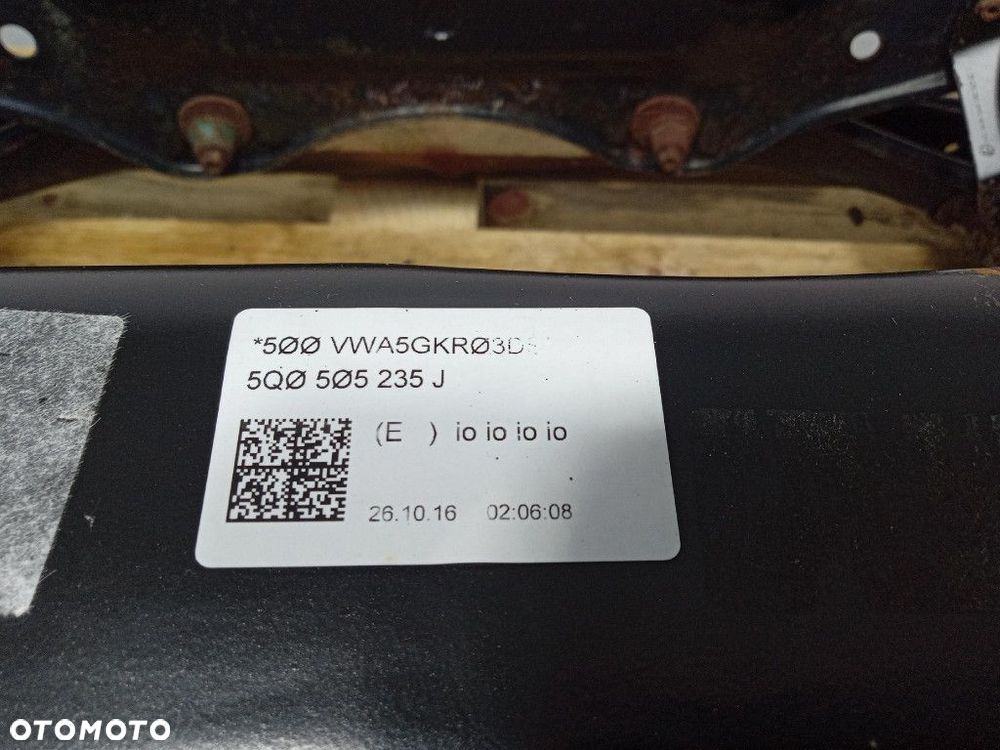 *5ØØ VWA5GKRØ3D
5QØ 5Ø5 235 J
(E ) io io io io
26.10.16 02:06:08
OTOMOTO